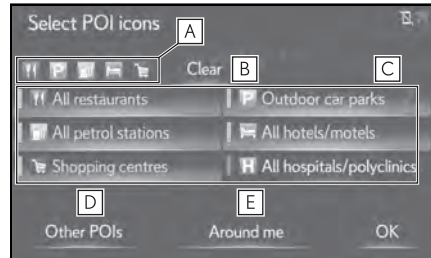 Select POI icons
A
P
Clear B C
All restaurants P Outdoor car parks
All petrol stations All hotels/motels
Shopping centres H All hospitals/polyclinics
D E
Other POIs Around me OK